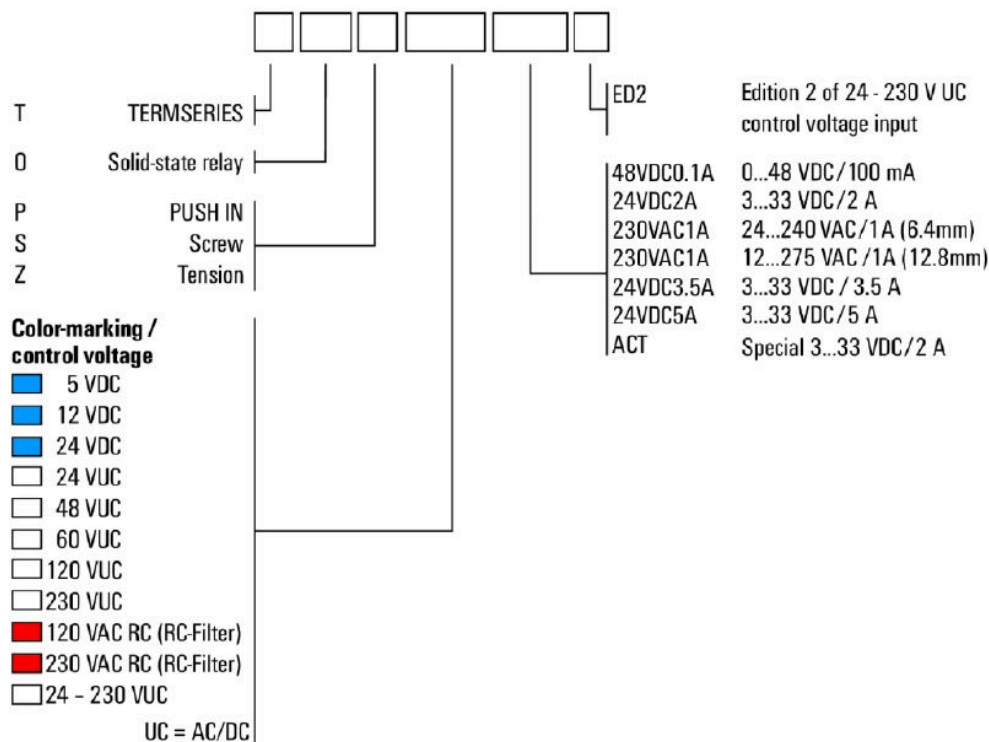 T TERMSERIES
O Solid-state relay
P PUSH IN
S Screw
Z Tension
Color-marking /
control voltage
5 VDC
12 VDC
24 VDC
24 VUC
48 VUC
60 VUC
120 VUC
230 VUC
120 VAC RC (RC-Filter)
230 VAC RC (RC-Filter)
24 – 230 VUC
UC = AC/DC
ED2 Edition 2 of 24 - 230 V UC
control voltage input
48VDC0.1A 0...48 VDC/100 mA
24VDC2A 3...33 VDC/2 A
230VAC1A 24...240 VAC/1A (6.4mm)
230VAC1A 12...275 VAC/1A (12.8mm)
24VDC3.5A 3...33 VDC / 3.5 A
24VDC5A 3...33 VDC/5 A
ACT Special 3...33 VDC/2 A